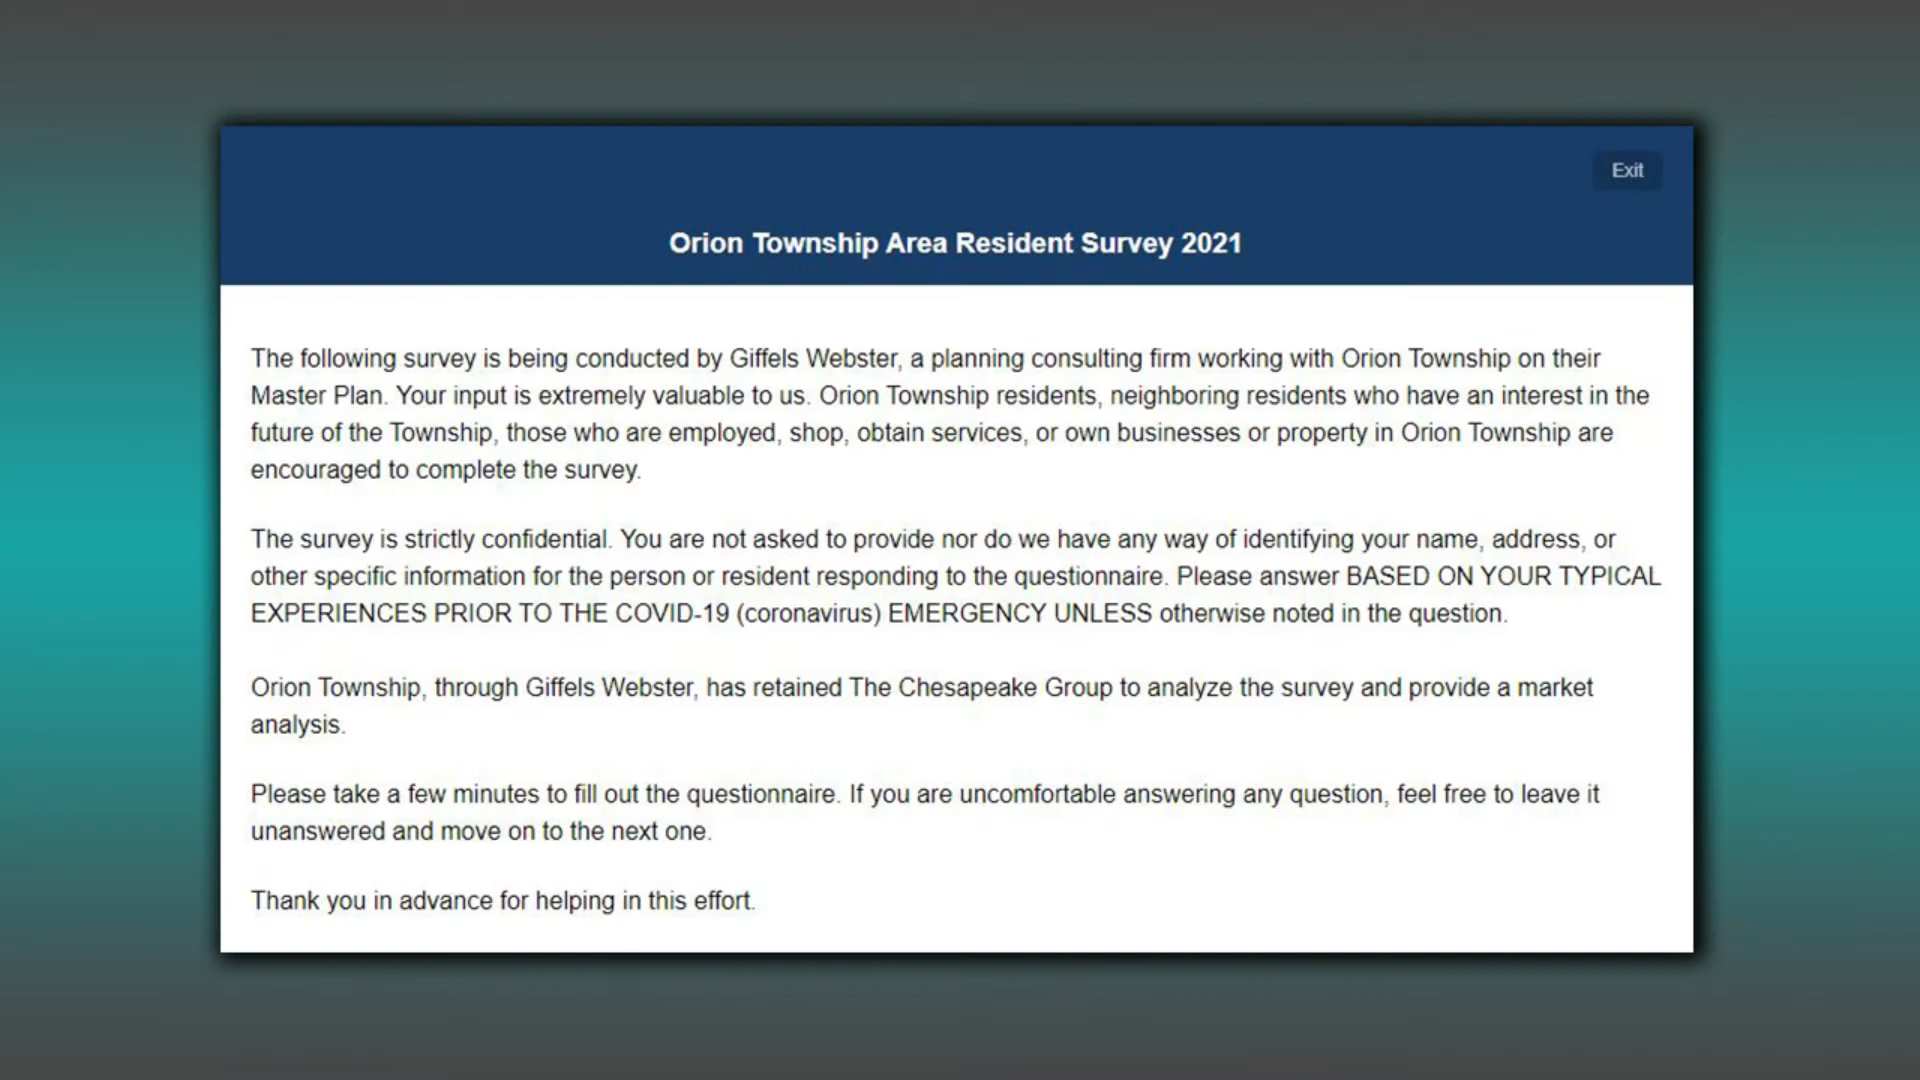 Exit
Orion Township Area Resident Survey 2021
The following survey is being conducted by Giffels Webster, a planning consulting firm working with Orion Township on their
Master Plan. Your input is extremely valuable to us. Orion Township residents, neighboring residents who have an interest in the
future of the Township, those who are employed, shop, obtain services, or own businesses or property in Orion Township are
encouraged to complete the survey.
The survey is strictly confidential. You are not asked to provide nor do we have any way of identifying your name, address, or
other specific information for the person or resident responding to the questionnaire. Please answer BASED ON YOUR TYPICAL
EXPERIENCES PRIOR TO THE COVID-19 (coronavirus) EMERGENCY UNLESS otherwise noted in the question.
Orion Township, through Giffels Webster, has retained The Chesapeake Group to analyze the survey and provide a market
analysis.
Please take a few minutes to fill out the questionnaire. If you are uncomfortable answering any question, feel free to leave it
unanswered and move on to the next one.
Thank you in advance for helping in this effort.